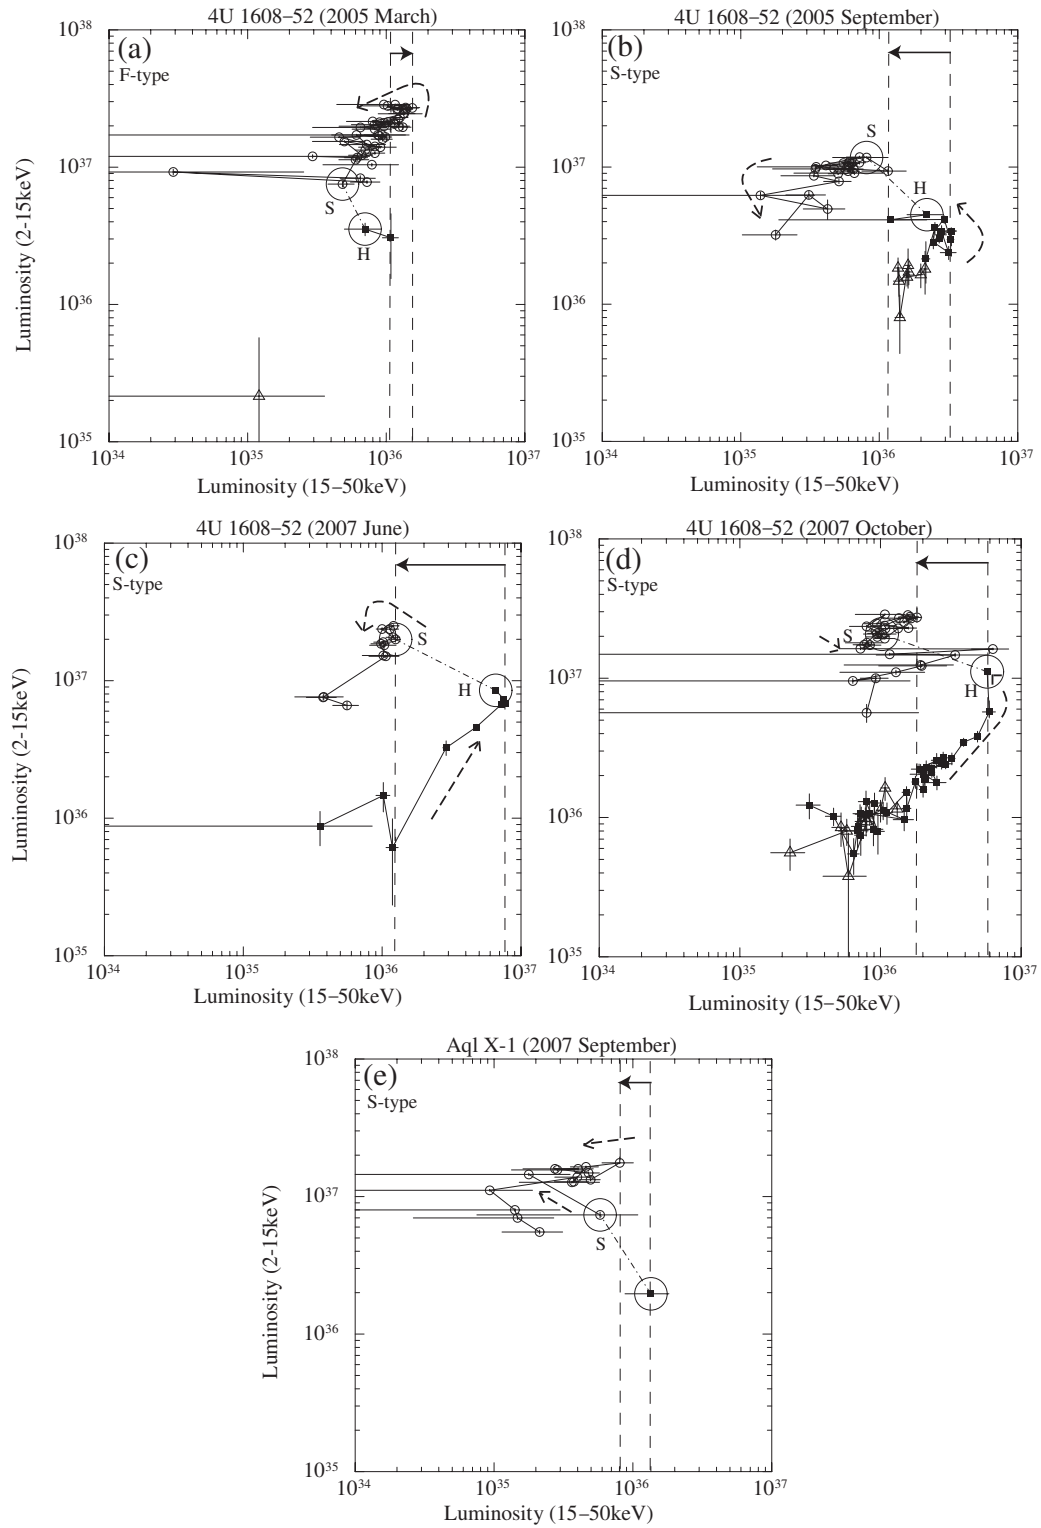 4U 1608−52 (2005 March)
(a)
F-type
10^38
10^37
10^36
10^35
S
H
10^34
10^35
10^36
10^37
Luminosity (2-15keV)
Luminosity (15−50keV)
4U 1608−52 (2005 September)
(b)
S-type
10^38
10^37
10^36
10^35
S
H
10^34
10^35
10^36
10^37
Luminosity (2-15keV)
Luminosity (15−50keV)
4U 1608−52 (2007 June)
(c)
S-type
10^38
10^37
10^36
10^35
S
H
10^34
10^35
10^36
10^37
Luminosity (2-15keV)
Luminosity (15−50keV)
4U 1608−52 (2007 October)
(d)
S-type
10^38
10^37
10^36
10^35
S
H
10^34
10^35
10^36
10^37
Luminosity (2-15keV)
Luminosity (15−50keV)
Aql X-1 (2007 September)
(e)
S-type
10^38
10^37
10^36
10^35
S
10^34
10^35
10^36
10^37
Luminosity (2-15keV)
Luminosity (15−50keV)